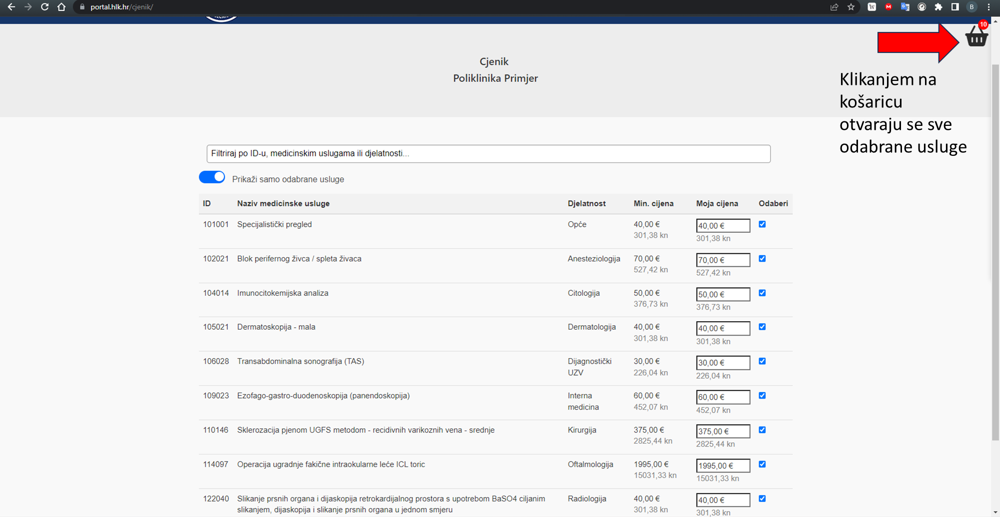 portal.hlk.hr/cjenik/
10
Cjenik
Poliklinika Primjer
Klikanjem na
košaricu
otvaraju se sve
odabrane usluge
Filtriraj po ID-u, medicinskim uslugama ili djelatnosti...
Prikaži samo odabrane usluge
ID Naziv medicinske usluge Djelatnost Min. cijena Moja cijena Odaberi
101001 Specijalistički pregled Opće 40,00 € 40,00 €
301,38 kn 301,38 kn
102021 Blok perifernog živca / spleta živaca Anesteziologija 70,00 € 70,00 €
527,42 kn 527,42 kn
104014 Imunocitokemijska analiza Citologija 50,00 € 50,00 €
376,73 kn 376,73 kn
105021 Dermatoskopija - mala Dermatologija 40,00 € 40,00 €
301,38 kn 301,38 kn
106028 Transabdominalna sonografija (TAS) Dijagnostički 30,00 € 30,00 €
UZV 226,04 kn 226,04 kn
109023 Ezofago-gastro-duodenoskopija (panendoskopija) Interna 60,00 € 60,00 €
medicina 452,07 kn 452,07 kn
110146 Sklerozacija pjenom UGFS metodom - recidivnih varikoznih vena - srednje Kirurgija 375,00 € 375,00 €
2825,44 kn 2825,44 kn
114097 Operacija ugradnje fakične intraokularne leće ICL toric Oftalmologija 1995,00 € 1995,00 €
15031,33 kn 15031,33 kn
122040 Slikanje prsnih organa i dijaskopija retrokardijalnog prostora s upotrebom BaSO4 ciljanim Radiologija 40,00 € 40,00 €
slikanjem, dijaskopija i slikanje prsnih organa u jednom smjeru 301,38 kn 301,38 kn